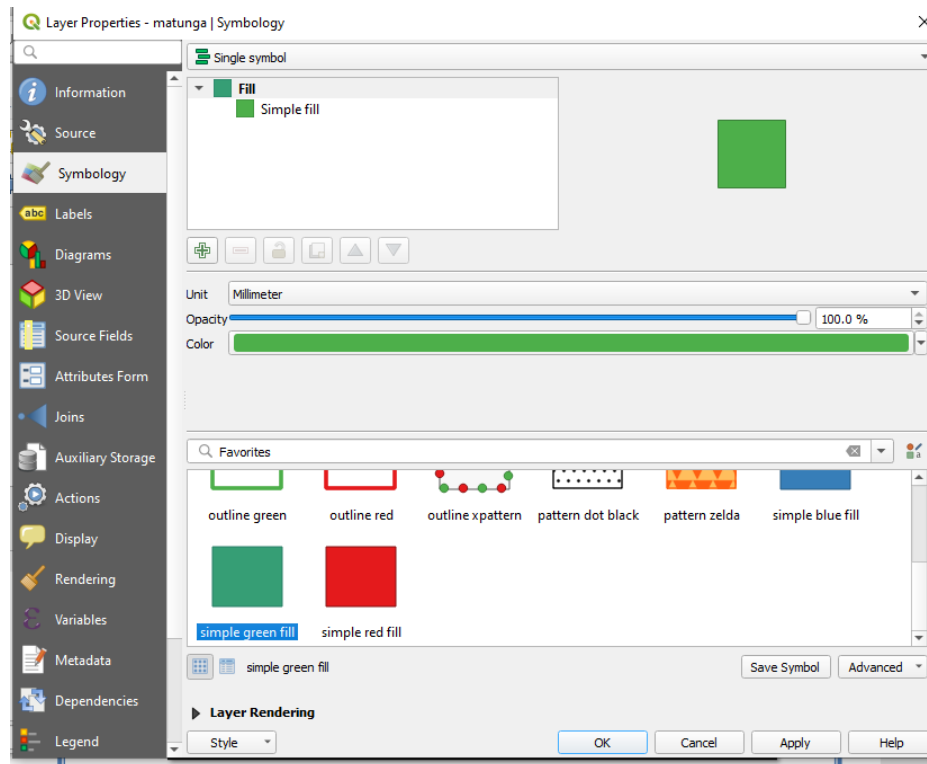 Layer Properties - matunga | Symbology
Information
Source
Symbology
abc Labels
Diagrams
3D View
Source Fields
Attributes Form
Joins
Auxiliary Storage
Actions
Display
Rendering
Variables
Metadata
Dependencies
Legend
Single symbol
Fill
Simple fill
Unit Millimeter
Opacity 100.0 %
Color
Favorites
outline green outline red outline xpattern pattern dot black pattern zelda simple blue fill
simple green fill simple red fill
simple green fill Save Symbol Advanced
Layer Rendering
Style OK Cancel Apply Help